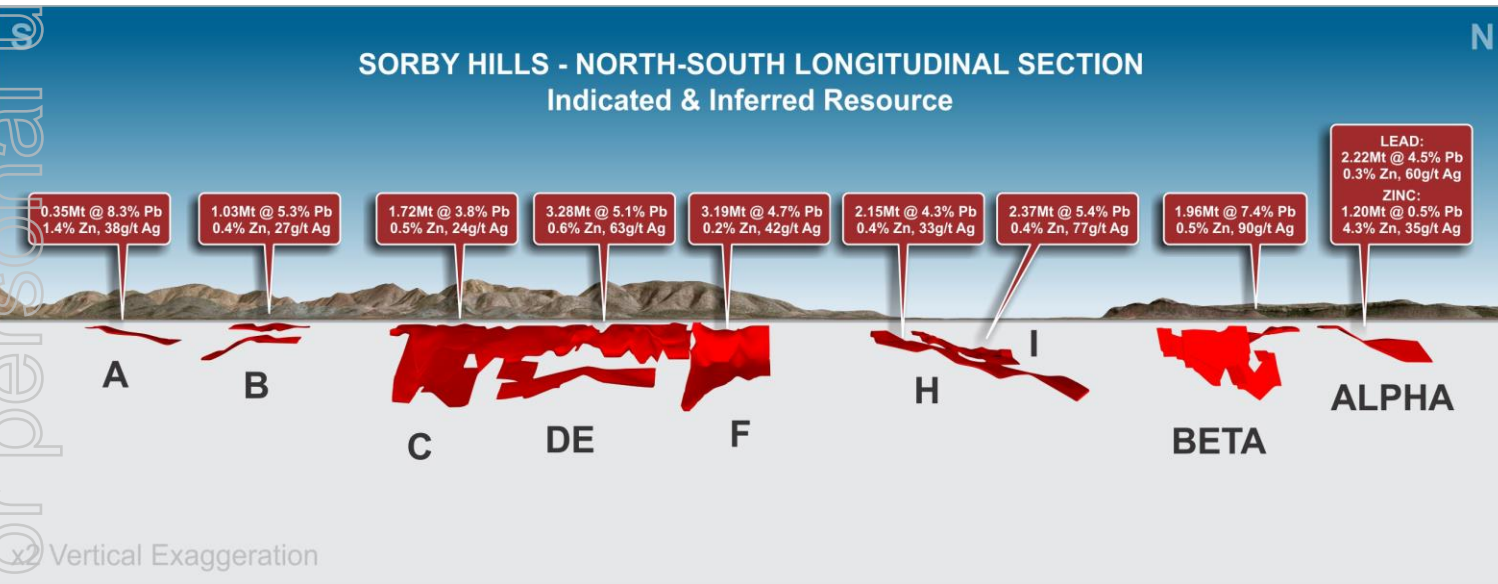 S
N
SORBY HILLS - NORTH-SOUTH LONGITUDINAL SECTION
Indicated & Inferred Resource
0.35Mt @ 8.3% Pb
1.4% Zn, 38g/t Ag
1.03Mt @ 5.3% Pb
0.4% Zn, 27g/t Ag
1.72Mt @ 3.8% Pb
0.5% Zn, 24g/t Ag
3.28Mt @ 5.1% Pb
0.6% Zn, 63g/t Ag
3.19Mt @ 4.7% Pb
0.2% Zn, 42g/t Ag
2.15Mt @ 4.3% Pb
0.4% Zn, 33g/t Ag
2.37Mt @ 5.4% Pb
0.4% Zn, 77g/t Ag
1.96Mt @ 7.4% Pb
0.5% Zn, 90g/t Ag
LEAD:
2.22Mt @ 4.5% Pb
0.3% Zn, 60g/t Ag
ZINC:
1.20Mt @ 0.5% Pb
4.3% Zn, 35g/t Ag
A
B
C
DE
F
H
I
BETA
ALPHA
x2 Vertical Exaggeration
or personal u